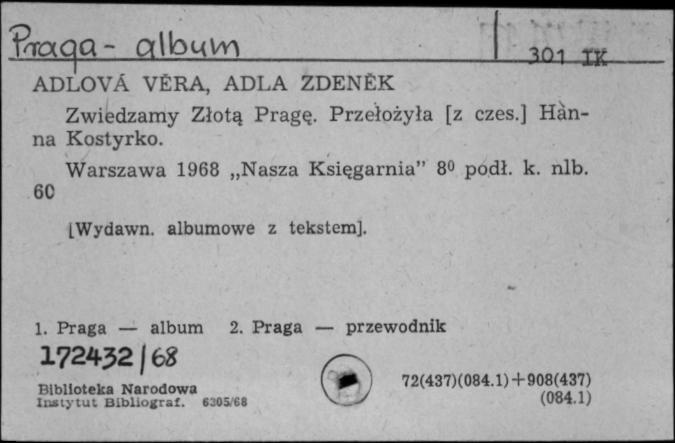 Praga - album
301 IK
ADLOVÁ VĚRA, ADLA ZDENĚK
Zwiedzamy Złotą Pragę. Przełożyła [z czes.] Han-
na Kostyrko.
Warszawa 1968 „Nasza Księgarnia” 8⁰ podł. k. nlb.
60
[Wydawn. albumowe z tekstem].
1. Praga — album 2. Praga — przewodnik
172432/68
Biblioteka Narodowa
Instytut Bibliograf. 6305/68
72(437)(084.1)+908(437)
(084.1)